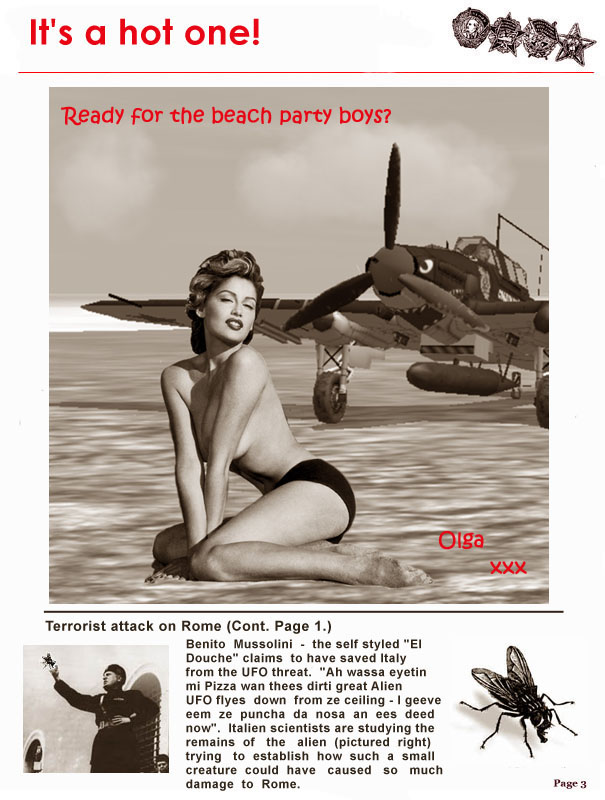 It's a hot one!
Ready for the beach party boys?
Olga
xxx
Terrorist attack on Rome (Cont. Page 1.)
Benito Mussolini - the self styled "El
Douche" claims to have saved Italy
from the UFO threat. "Ah wassa eyetin
mi Pizza wan thees dirti great Alien
UFO flyes down from ze ceiling - I geeve
eem ze puncha da nosa an ees deed
now". Italien scientists are studying the
remains of the alien (pictured right)
trying to establish how such a small
creature could have caused so much
damage to Rome.
Page 3